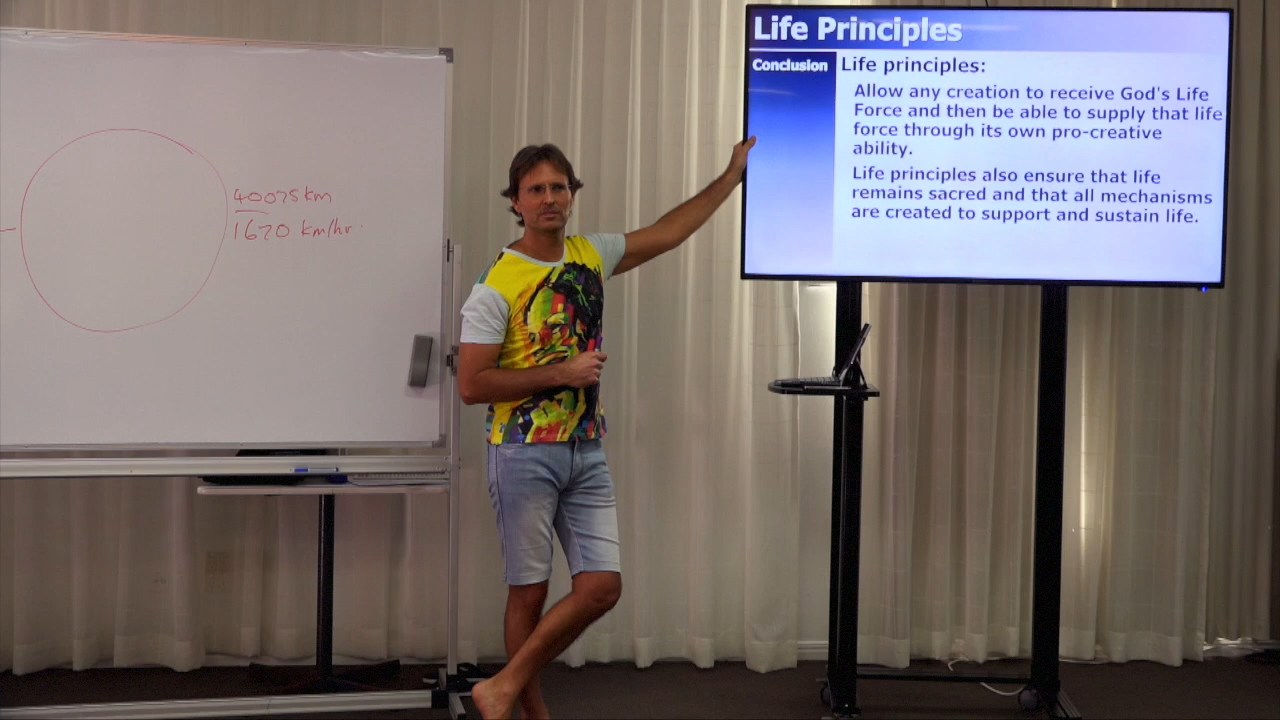 40075km
1670 km/hr.
Life Principles
Conclusion
Life principles:
Allow any creation to receive God's Life
Force and then be able to supply that life
force through its own pro-creative
ability.
Life principles also ensure that life
remains sacred and that all mechanisms
are created to support and sustain life.